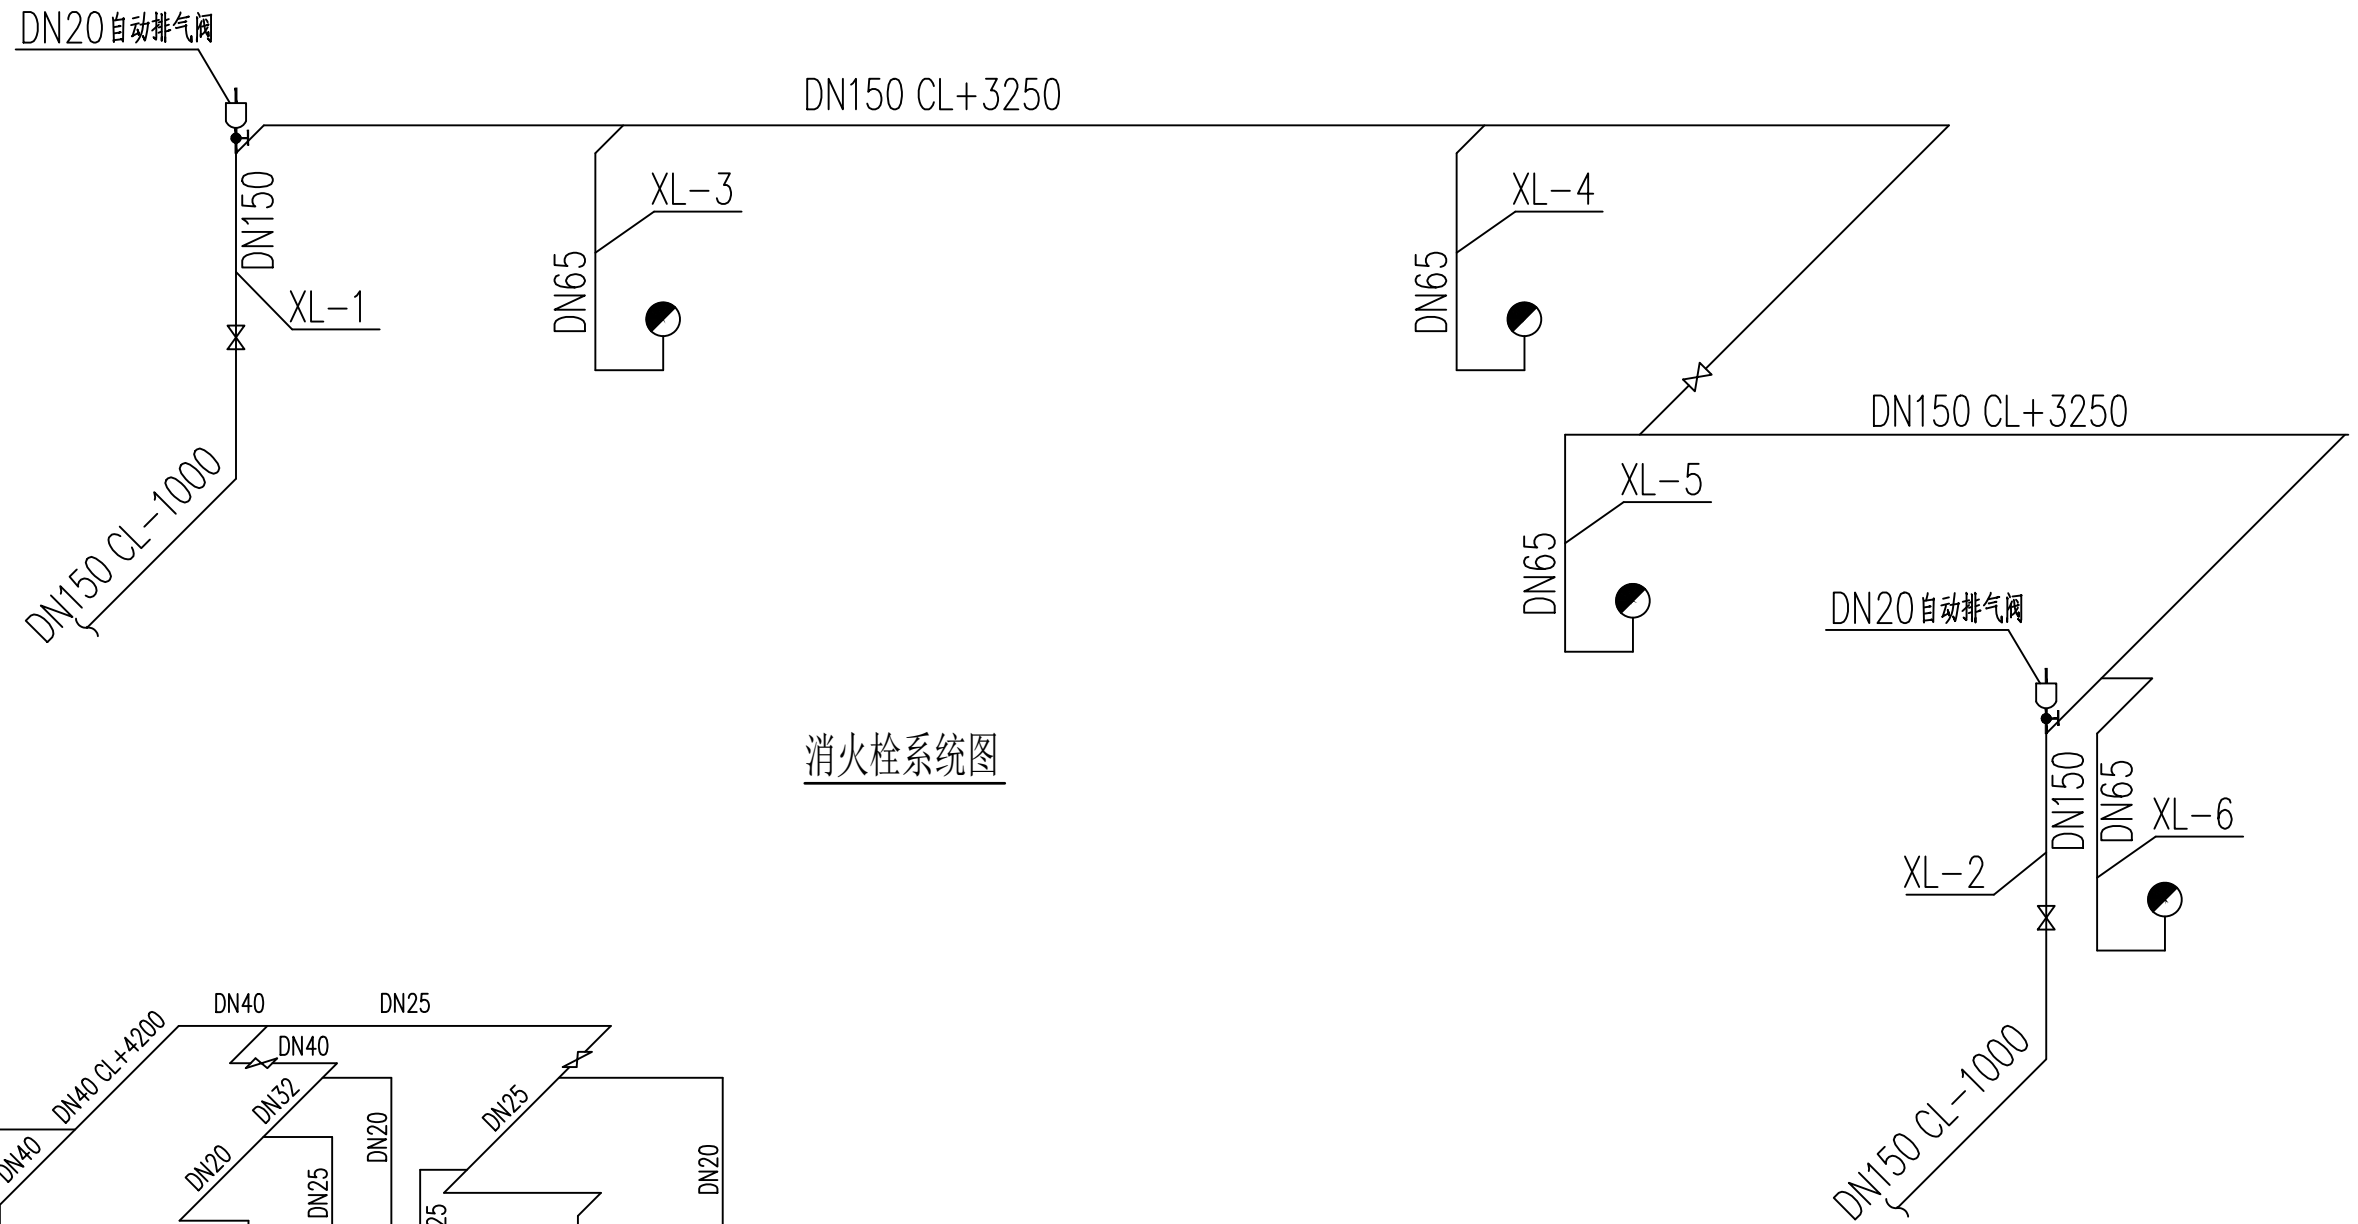 DN20自动排气阀
DN150 CL+3250
DN150
XL-1
XL-3
DN65
XL-4
DN65
DN150 CL-1000
DN150 CL+3250
XL-5
DN65
DN20自动排气阀
消火栓系统图
DN150
DN65
XL-6
XL-2
DN150 CL-1000
DN40
DN25
DN40 CL+4200
DN40
DN32
DN25
DN20
DN40
DN20
DN25
DN20
25